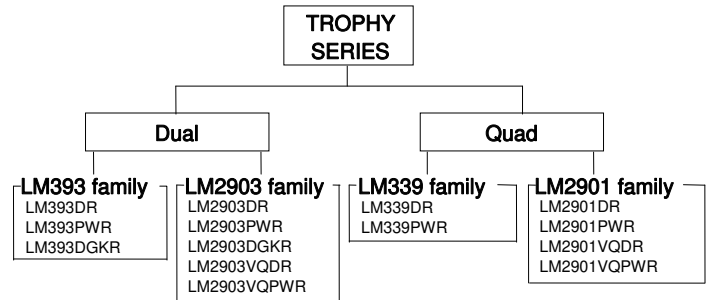 TROPHY
SERIES
Dual
Quad
LM393 family
LM393DR
LM393PWR
LM393DGKR
LM2903 family
LM2903DR
LM2903PWR
LM2903DGKR
LM2903VQDR
LM2903VQPWR
LM339 family
LM339DR
LM339PWR
LM2901 family
LM2901DR
LM2901PWR
LM2901VQDR
LM2901VQPWR